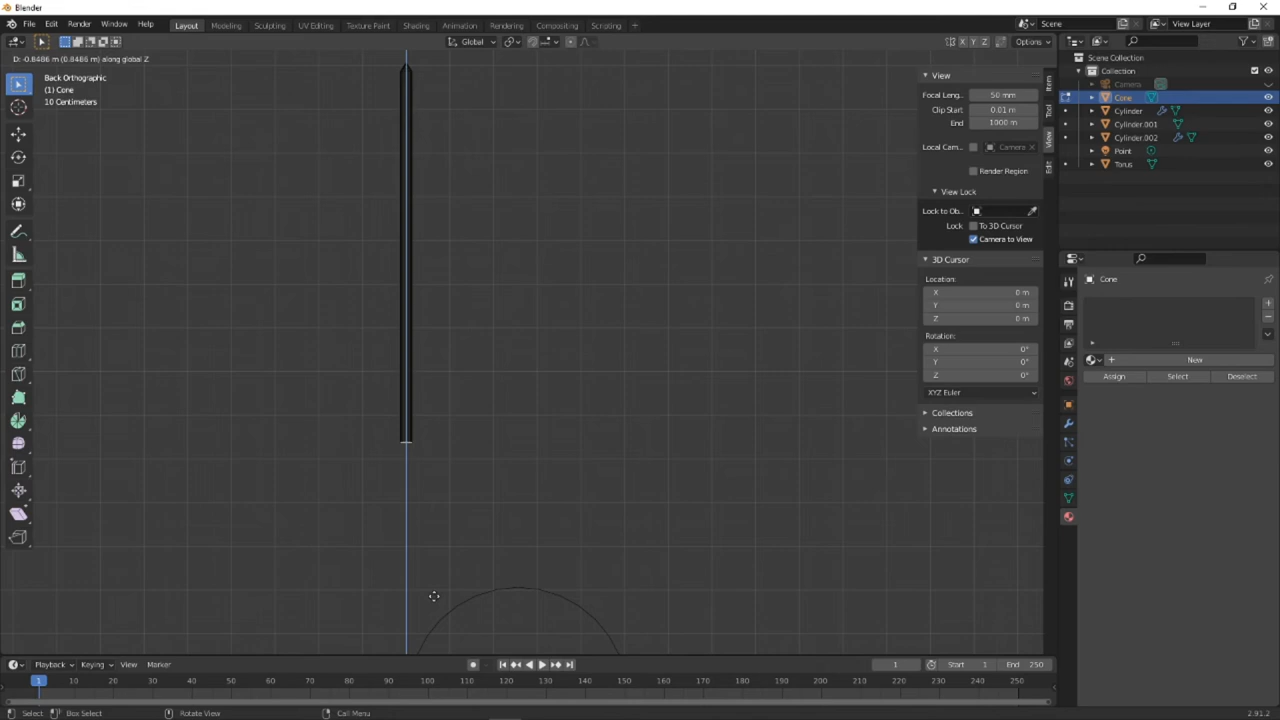 Blender
File Edit Render Window Help Layout Modeling Sculpting UV Editing Texture Paint Shading Animation Rendering Compositing Scripting + Scene View Layer
Global X Y Z Options
D: -0.8486 m (0.8486 m) along global Z
Back Orthographic
(1) Cone
10 Centimeters
View
Focal Leng... 50 mm
Clip Start 0.01 m
End 1000 m
Local Cam... Camera
Render Region
View Lock
Lock to Ob...
Lock To 3D Cursor
Camera to View
3D Cursor
Location:
X 0 m
Y 0 m
Z 0 m
Rotation:
X 0°
Y 0°
Z 0°
XYZ Euler
Collections
Annotations
Item
Tool
View
Edit
Scene Collection
Collection
Camera
Cone
Cylinder
Cylinder.001
Cylinder.002
Point
Torus
Cone
New
Assign Select Deselect
Playback Keying View Marker 1 Start 1 End 250
1 10 20 30 40 50 60 70 80 90 100 110 120 130 140 150 160 170 180 190 200 210 220 230 240 250
Select Box Select Rotate View Call Menu 2.91.2